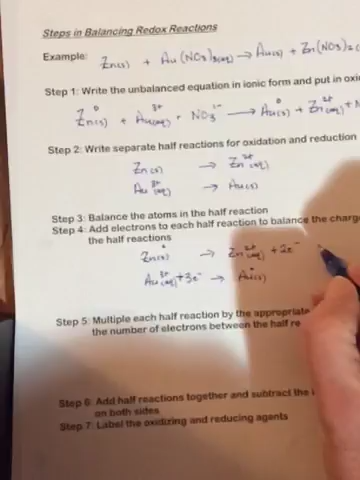 Steps in Balancing Redox Reactions
Example: Zn(s) + Au(NO3)3(aq) → Au(s) + Zn(NO3)2(
Step 1: Write the unbalanced equation in ionic form and put in oxi
Zn(s)⁰ + Au(aq)³⁺ + NO3¹⁻ → Au(s)⁰ + Zn(aq)²⁺ + N
Step 2: Write separate half reactions for oxidation and reduction
Zn(s) → Zn²⁺(aq)
Au³⁺(aq) → Au(s)
Step 3: Balance the atoms in the half reaction
Step 4: Add electrons to each half reaction to balance the charge
the half reactions
Zn(s)⁰ → Zn²⁺(aq) + 2e⁻
Au³⁺(aq) + 3e⁻ → Au(s)⁰
Step 5: Multiple each half reaction by the appropriate
the number of electrons between the half re
Step 6: Add half reactions together and subtract the
on both sides
Step 7: Label the oxidizing and reducing agents